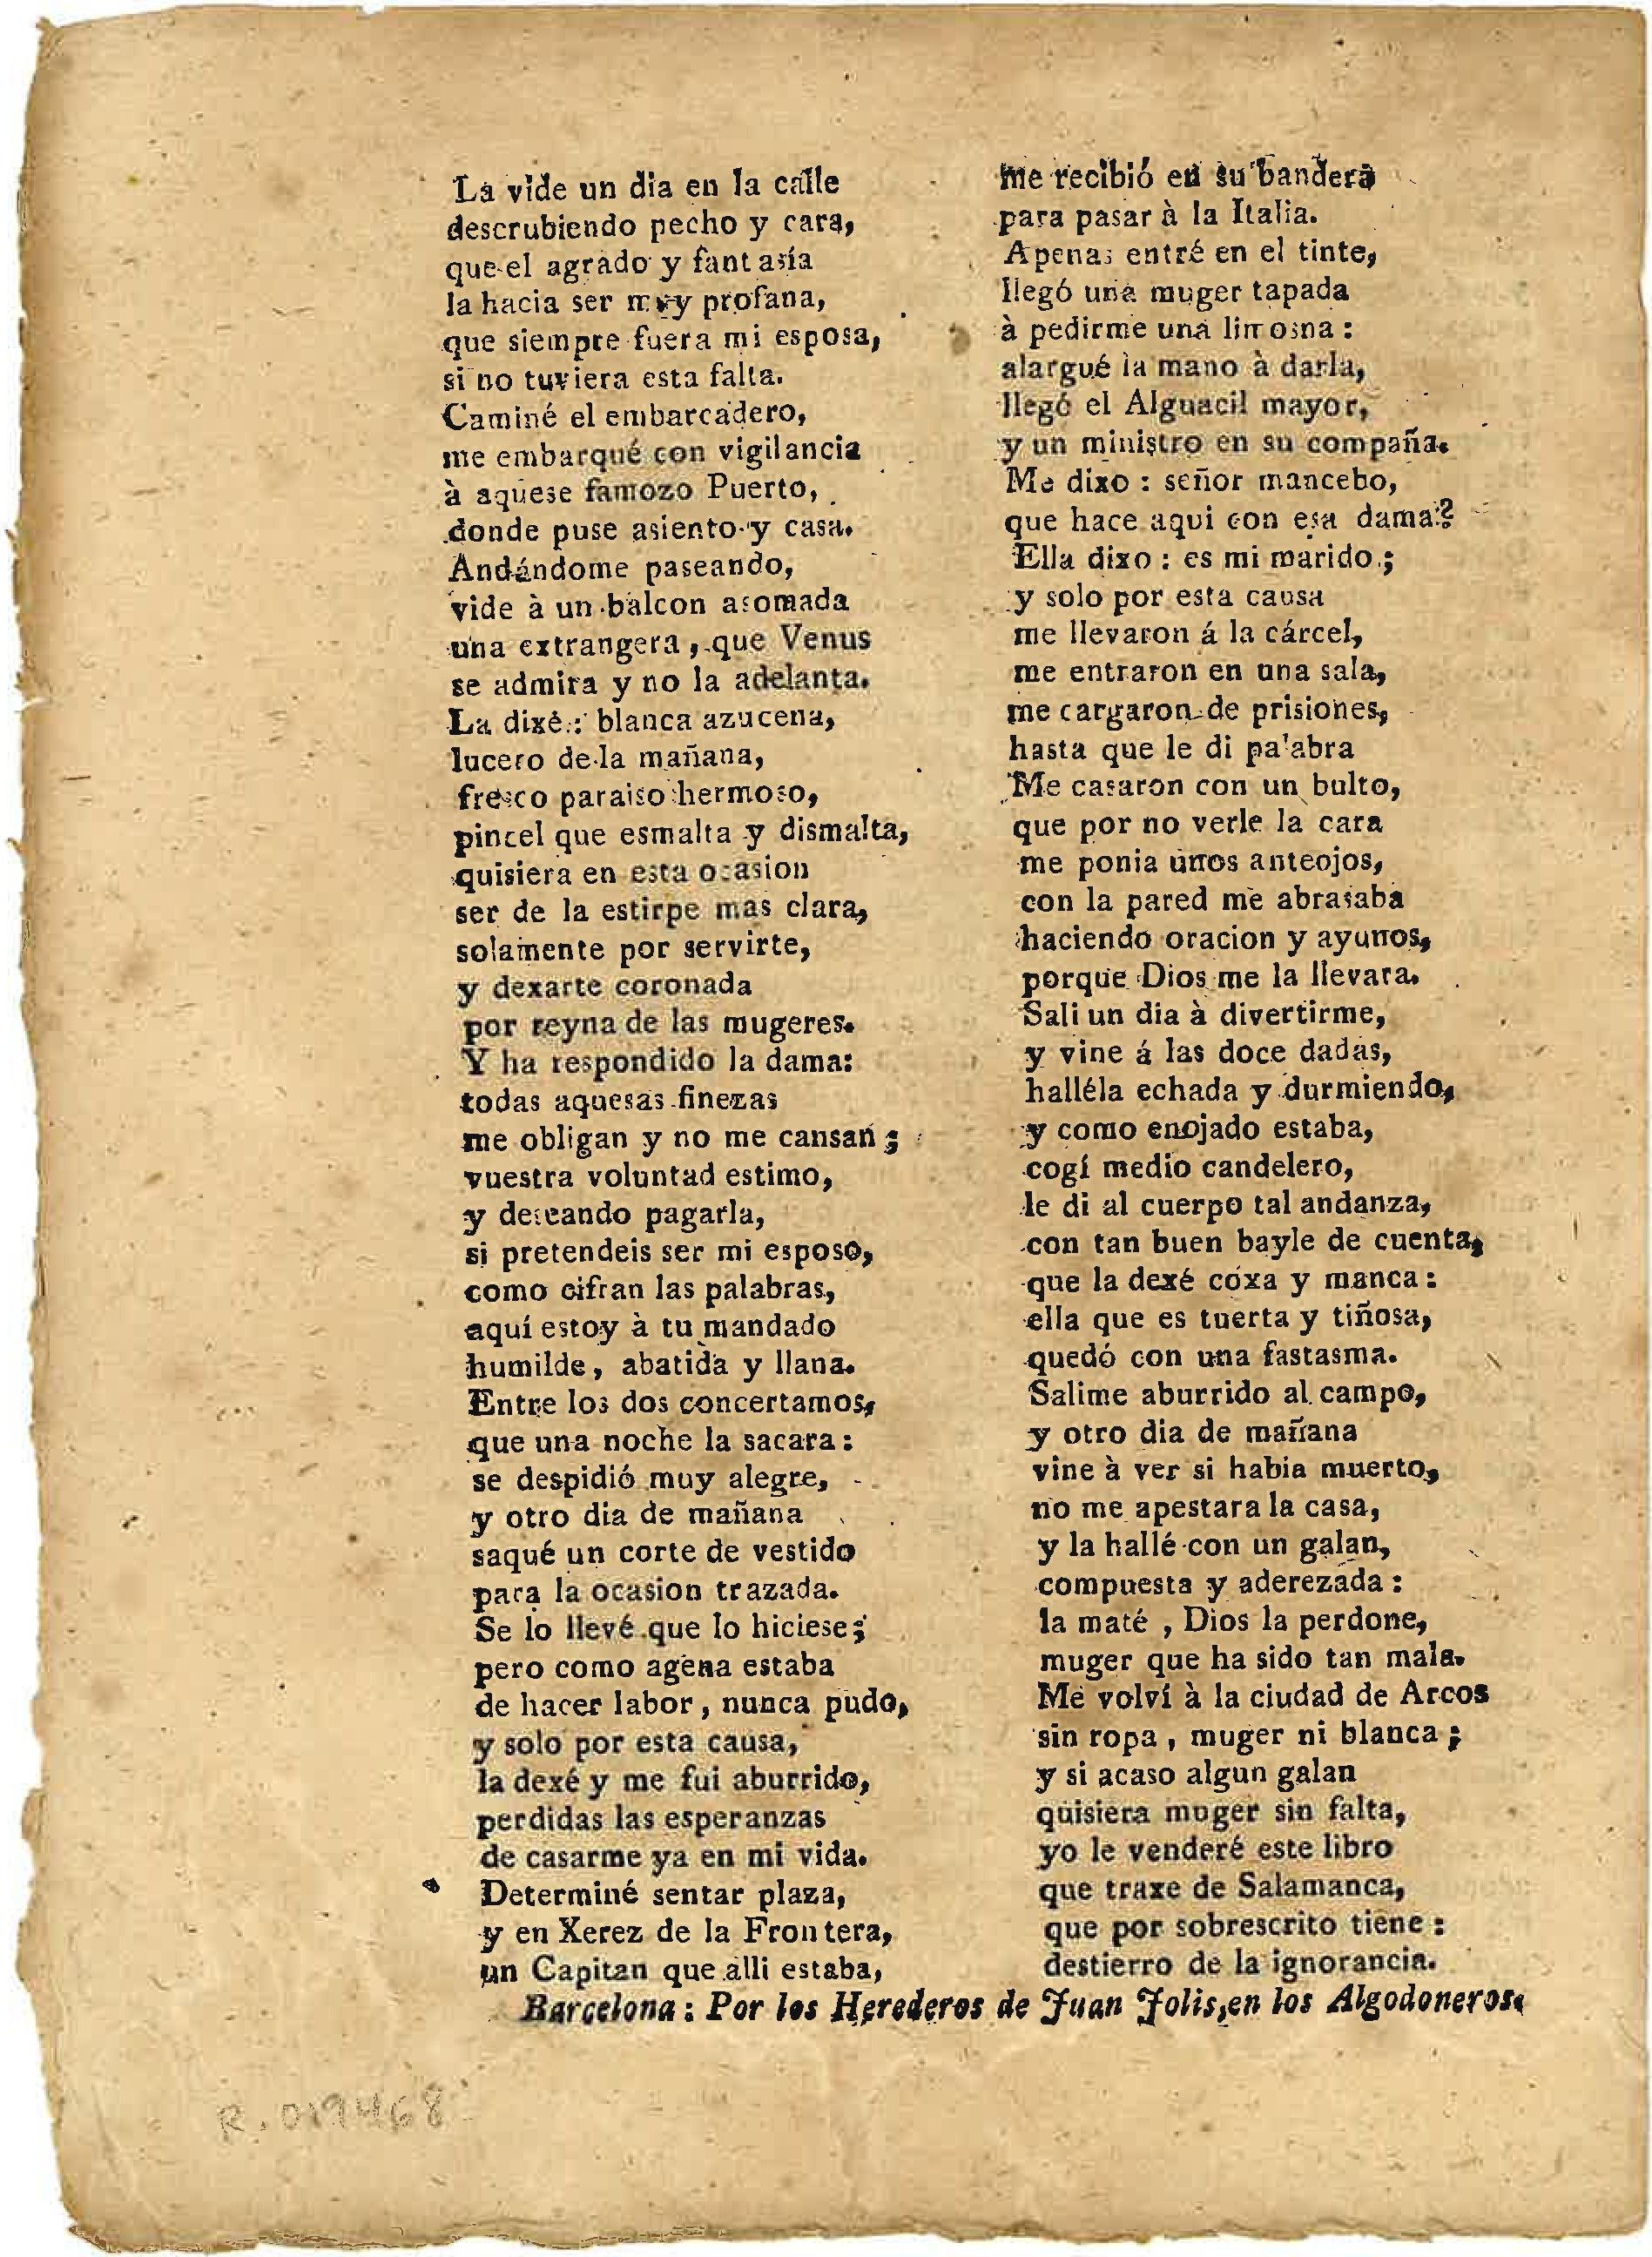 La vide un dia en la calle
descrubiendo pecho y cara,
que el agrado y fantasía
la hacia ser muy profana,
que siempre fuera mi esposa,
si no tuviera esta falta.
Caminé el embarcadero,
me embarqué con vigilancia
à aquese famozo Puerto,
donde puse asiento y casa.
Andándome paseando,
vide à un balcon asomada
una extrangera, que Venus
se admira y no la adelanta.
La dixé: blanca azucena,
lucero de la mañana,
fresco paraiso hermoso,
pincel que esmalta y dismalta,
quisiera en esta ocasion
ser de la estirpe mas clara,
solamente por servirte,
y dexarte coronada
por reyna de las mugeres.
Y ha respondido la dama:
todas aquesas finezas
me obligan y no me cansan;
vuestra voluntad estimo,
y deseando pagarla,
si pretendeis ser mi esposo,
como cifran las palabras,
aquí estoy à tu mandado
humilde, abatida y llana.
Entre los dos concertamos,
que una noche la sacara:
se despidió muy alegre,
y otro dia de mañana
saqué un corte de vestido
para la ocasion trazada.
Se lo llevé que lo hiciese;
pero como agena estaba
de hacer labor, nunca pudo,
y solo por esta causa,
la dexé y me fui aburrido,
perdidas las esperanzas
de casarme ya en mi vida.
Determiné sentar plaza,
y en Xerez de la Frontera,
un Capitan que alli estaba,
me recibió en su bandera
para pasar à la Italia.
Apenas entré en el tinte,
llegó una muger tapada
à pedirme una limosna:
alargué la mano à darla,
llegó el Alguacil mayor,
y un ministro en su compaña.
Me dixo: señor mancebo,
que hace aqui con esa dama?
Ella dixo: es mi marido;
y solo por esta causa
me llevaron á la cárcel,
me entraron en una sala,
me cargaron de prisiones,
hasta que le di palabra
Me casaron con un bulto,
que por no verle la cara
me ponia unos anteojos,
con la pared me abrasaba
haciendo oracion y ayunos,
porque Dios me la llevara.
Sali un dia à divertirme,
y vine á las doce dadas,
halléla echada y durmiendo,
y como enojado estaba,
cogí medio candelero,
le di al cuerpo tal andanza,
con tan buen bayle de cuenta,
que la dexé coxa y manca:
ella que es tuerta y tiñosa,
quedó con una fastasma.
Salime aburrido al campo,
y otro dia de mañana
vine à ver si habia muerto,
no me apestara la casa,
y la hallé con un galan,
compuesta y aderezada:
la maté, Dios la perdone,
muger que ha sido tan mala.
Me volví à la ciudad de Arcos
sin ropa, muger ni blanca;
y si acaso algun galan
quisiera muger sin falta,
yo le venderé este libro
que traxe de Salamanca,
que por sobrescrito tiene:
destierro de la ignorancia.
Barcelona: Por los Herederos de Juan Jolis, en los Algodoneros.
R. 019468